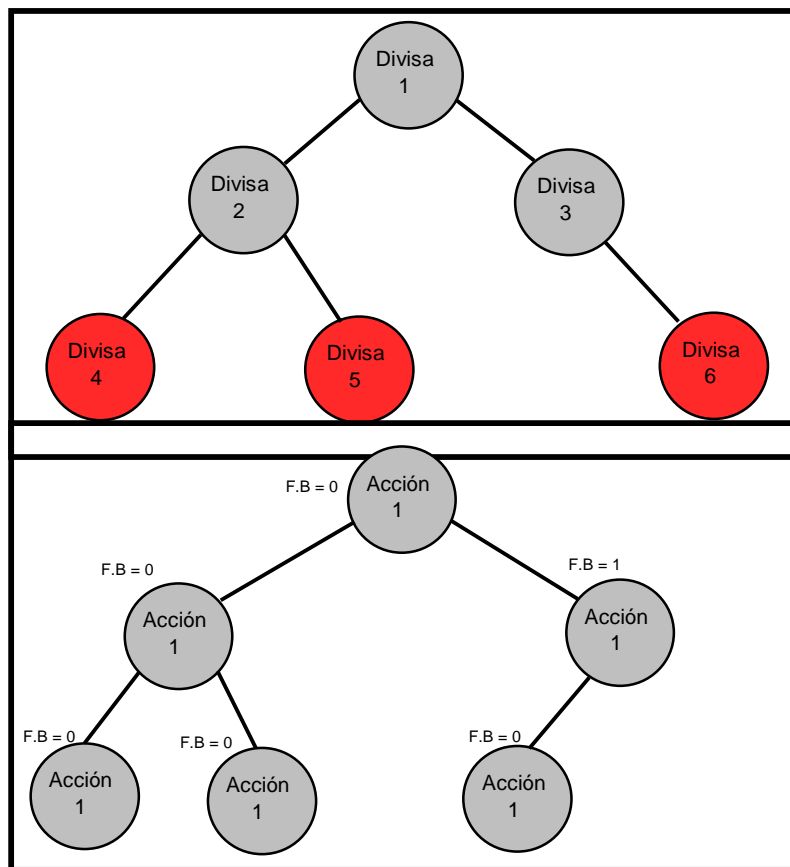 Divisa
1
Divisa
2
Divisa
3
Divisa
4
Divisa
5
Divisa
6
F.B = 0
Acción
1
F.B = 0
Acción
1
F.B = 1
Acción
1
F.B = 0
Acción
1
F.B = 0
Acción
1
F.B = 0
Acción
1